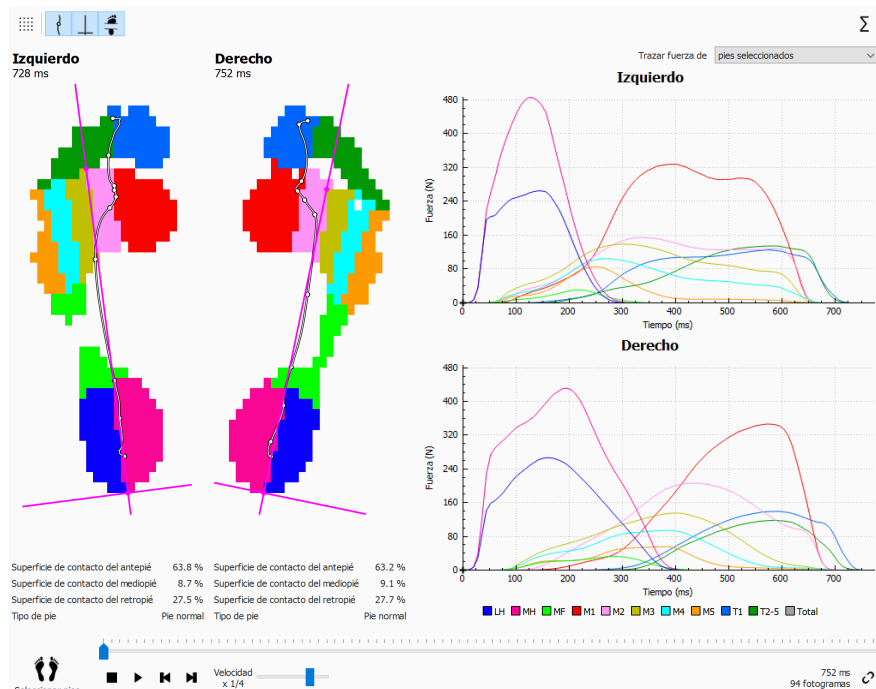 Σ
Izquierdo
728 ms
Derecho
752 ms
Trazar fuerza de pies seleccionados
Izquierdo
Fuerza (N)
480
400
320
240
160
80
0
0 100 200 300 400 500 600 700
Tiempo (ms)
Derecho
Fuerza (N)
480
400
320
240
160
80
0
0 100 200 300 400 500 600 700
Tiempo (ms)
LH MH MF M1 M2 M3 M4 M5 T1 T2-5 Total
Superficie de contacto del antepié 63.8 % Superficie de contacto del antepié 63.2 %
Superficie de contacto del mediopié 8.7 % Superficie de contacto del mediopié 9.1 %
Superficie de contacto del retropié 27.5 % Superficie de contacto del retropié 27.7 %
Tipo de pie Pie normal Tipo de pie Pie normal
Velocidad
x 1/4
752 ms
94 fotogramas